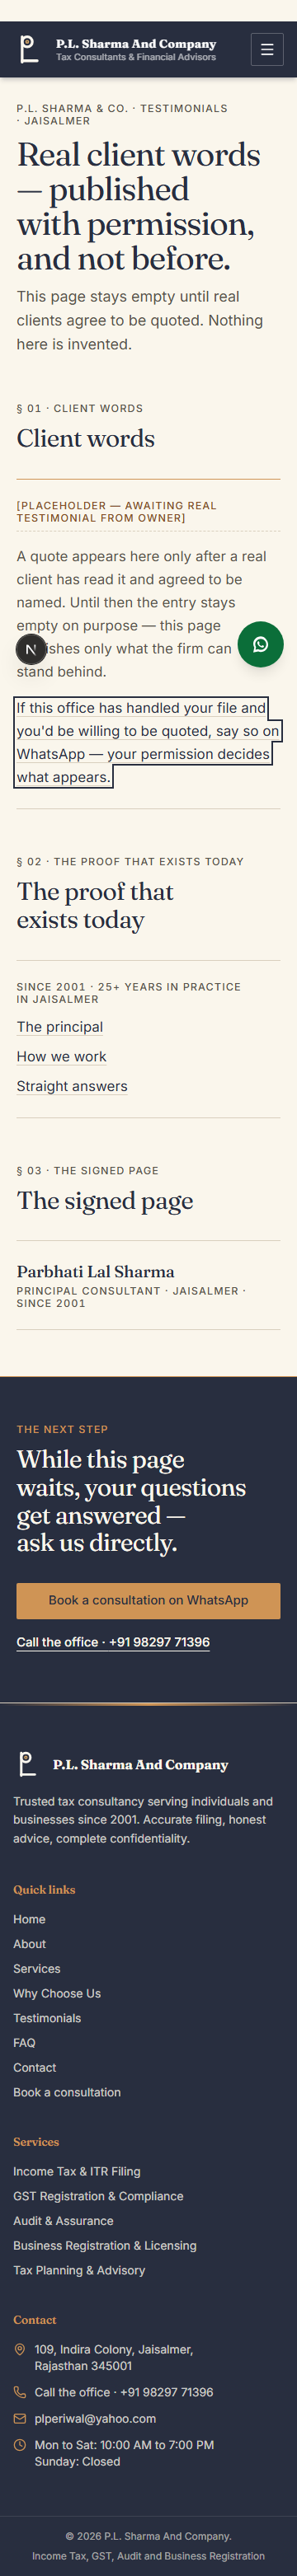 P.L. Sharma And Company
Tax Consultants & Financial Advisors
P.L. SHARMA & CO. · TESTIMONIALS
· JAISALMER
Real client words
— published
with permission,
and not before.
This page stays empty until real
clients agree to be quoted. Nothing
here is invented.
§ 01 · CLIENT WORDS
Client words
[PLACEHOLDER — AWAITING REAL
TESTIMONIAL FROM OWNER]
A quote appears here only after a real
client has read it and agreed to be
named. Until then the entry stays
empty on purpose — this page
ishes only what the firm can
stand behind.
If this office has handled your file and
you'd be willing to be quoted, say so on
WhatsApp — your permission decides
what appears.
§ 02 · THE PROOF THAT EXISTS TODAY
The proof that
exists today
SINCE 2001 · 25+ YEARS IN PRACTICE
IN JAISALMER
The principal
How we work
Straight answers
§ 03 · THE SIGNED PAGE
The signed page
Parbhati Lal Sharma
PRINCIPAL CONSULTANT · JAISALMER ·
SINCE 2001
THE NEXT STEP
While this page
waits, your questions
get answered —
ask us directly.
Book a consultation on WhatsApp
Call the office · +91 98297 71396
P.L. Sharma And Company
Trusted tax consultancy serving individuals and
businesses since 2001. Accurate filing, honest
advice, complete confidentiality.
Quick links
Home
About
Services
Why Choose Us
Testimonials
FAQ
Contact
Book a consultation
Services
Income Tax & ITR Filing
GST Registration & Compliance
Audit & Assurance
Business Registration & Licensing
Tax Planning & Advisory
Contact
109, Indira Colony, Jaisalmer,
Rajasthan 345001
Call the office · +91 98297 71396
plperiwal@yahoo.com
Mon to Sat: 10:00 AM to 7:00 PM
Sunday: Closed
© 2026 P.L. Sharma And Company.
Income Tax, GST, Audit and Business Registration